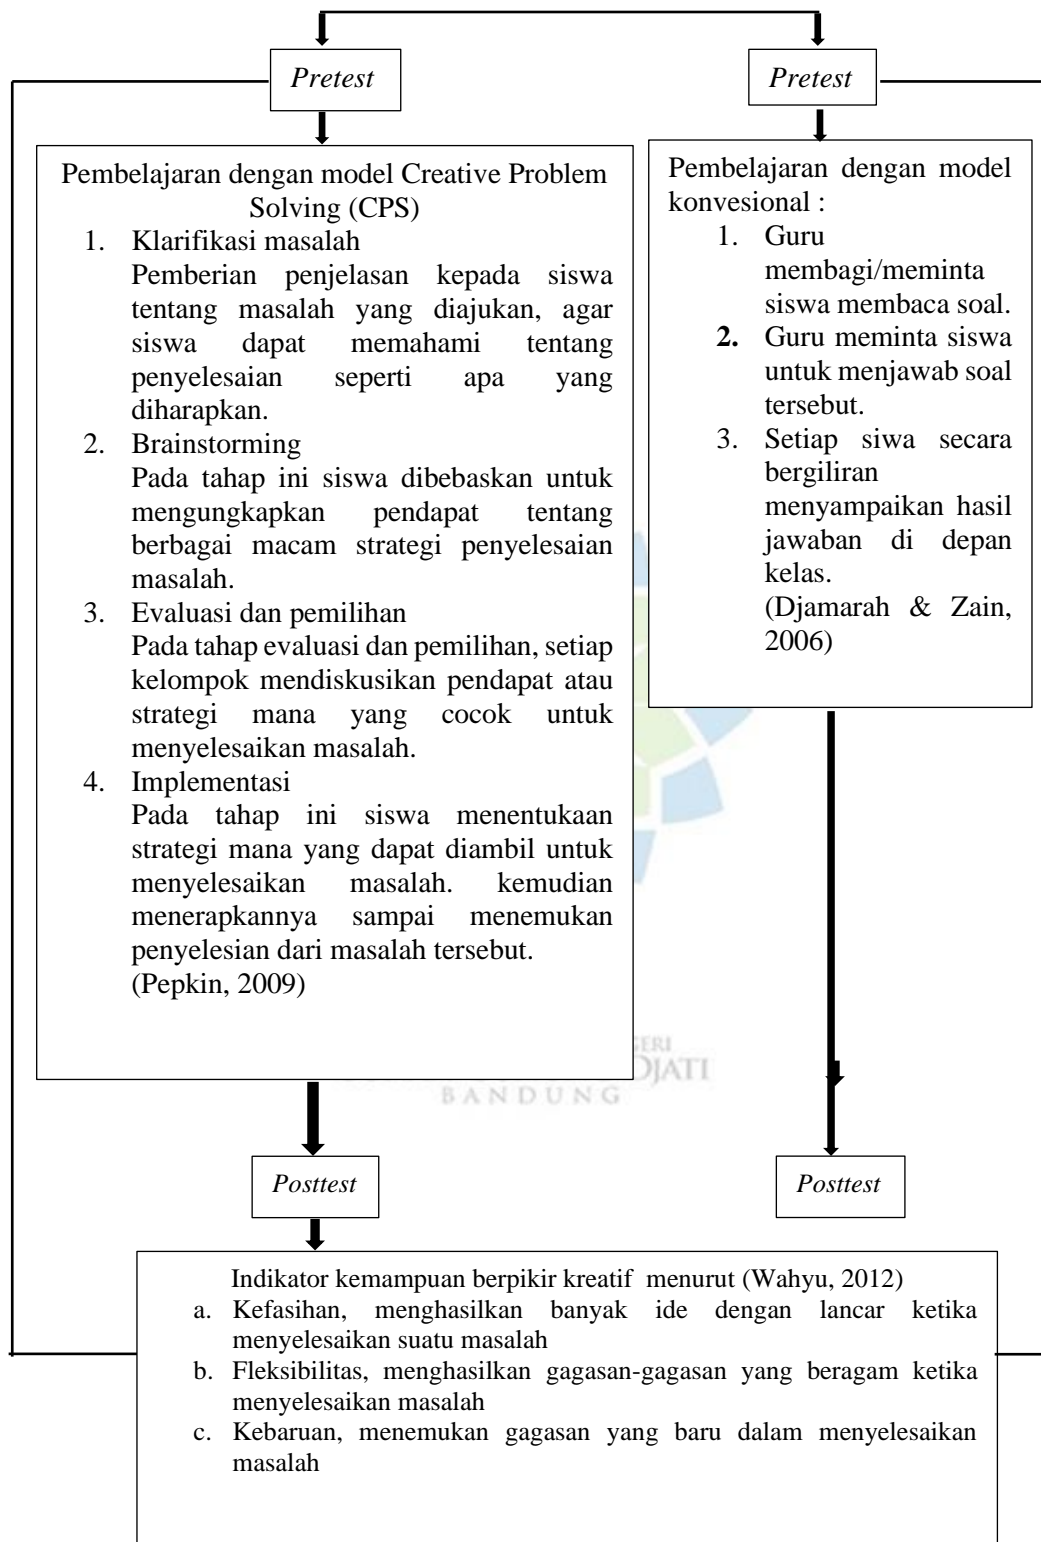 Pretest
Pretest
Pembelajaran dengan model Creative Problem
Solving (CPS)
1. Klarifikasi masalah
Pemberian penjelasan kepada siswa
tentang masalah yang diajukan, agar
siswa dapat memahami tentang
penyelesaian seperti apa yang
diharapkan.
2. Brainstorming
Pada tahap ini siswa dibebaskan untuk
mengungkapkan pendapat tentang
berbagai macam strategi penyelesaian
masalah.
3. Evaluasi dan pemilihan
Pada tahap evaluasi dan pemilihan, setiap
kelompok mendiskusikan pendapat atau
strategi mana yang cocok untuk
menyelesaikan masalah.
4. Implementasi
Pada tahap ini siswa menentukaan
strategi mana yang dapat diambil untuk
menyelesaikan masalah. kemudian
menerapkannya sampai menemukan
penyelesian dari masalah tersebut.
(Pepkin, 2009)
Pembelajaran dengan model
konvesional :
1. Guru
membagi/meminta
siswa membaca soal.
2. Guru meminta siswa
untuk menjawab soal
tersebut.
3. Setiap siwa secara
bergiliran
menyampaikan hasil
jawaban di depan
kelas.
(Djamarah & Zain,
2006)
BANDUNG
Posttest
Posttest
Indikator kemampuan berpikir kreatif menurut (Wahyu, 2012)
a. Kefasihan, menghasilkan banyak ide dengan lancar ketika
menyelesaikan suatu masalah
b. Fleksibilitas, menghasilkan gagasan-gagasan yang beragam ketika
menyelesaikan masalah
c. Kebaruan, menemukan gagasan yang baru dalam menyelesaikan
masalah